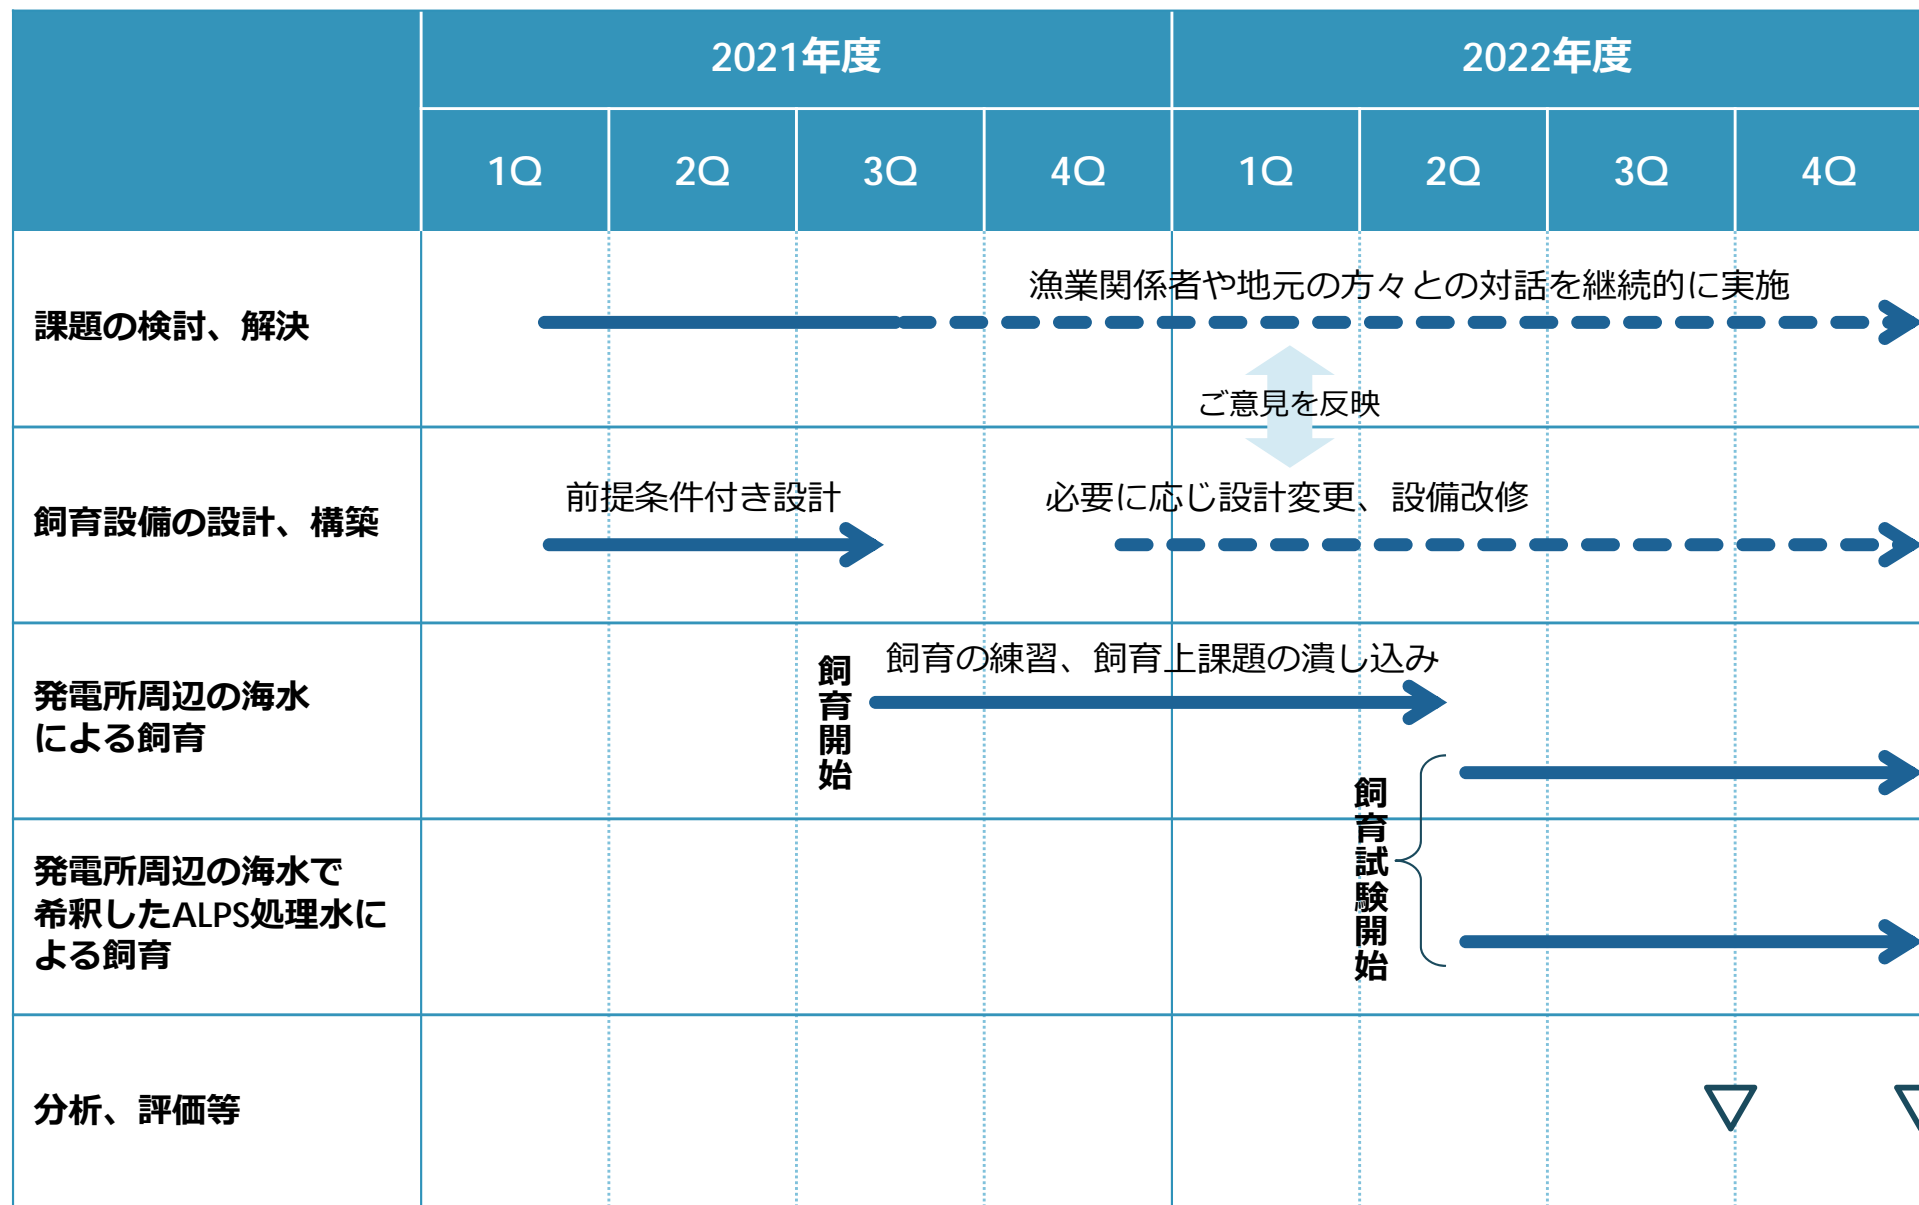 2021年度
2022年度
1Q
2Q
3Q
4Q
1Q
2Q
3Q
4Q
課題の検討、解決
漁業関係者や地元の方々との対話を継続的に実施
ご意見を反映
飼育設備の設計、構築
前提条件付き設計
必要に応じ設計変更、設備改修
発電所周辺の海水
による飼育
飼育開始
飼育の練習、飼育上課題の潰し込み
飼育試験開始
発電所周辺の海水で
希釈したALPS処理水に
よる飼育
分析、評価等